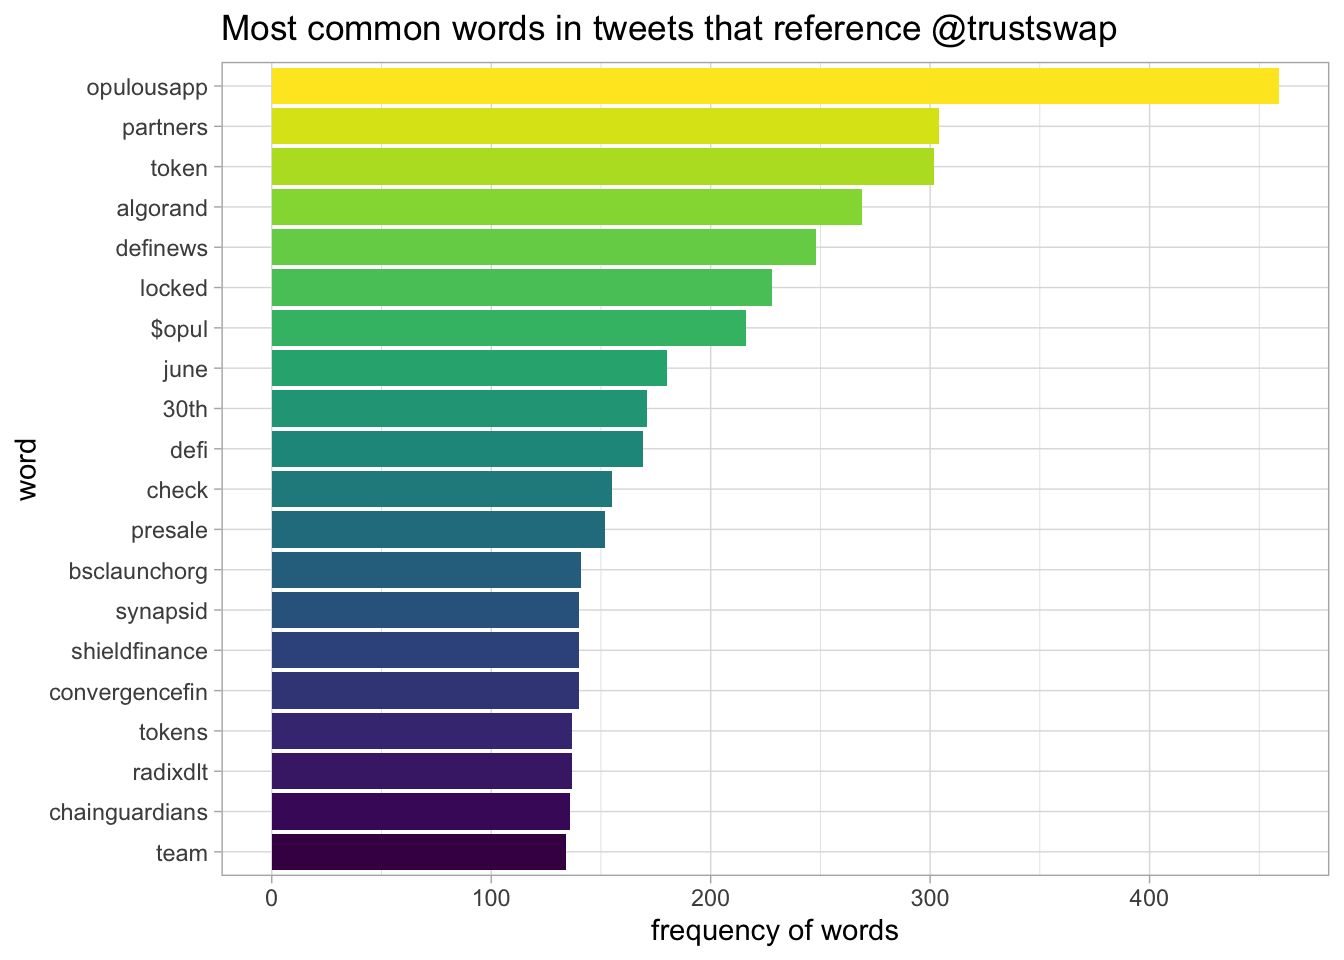 Most common words in tweets that reference @trustswap
opulousapp
partners
token
algorand
definews
locked
$opul
june
30th
defi
check
presale
bsclaunchorg
synapsid
shieldfinance
convergencefin
tokens
radixdlt
chainguardians
team
word
0 100 200 300 400
frequency of words